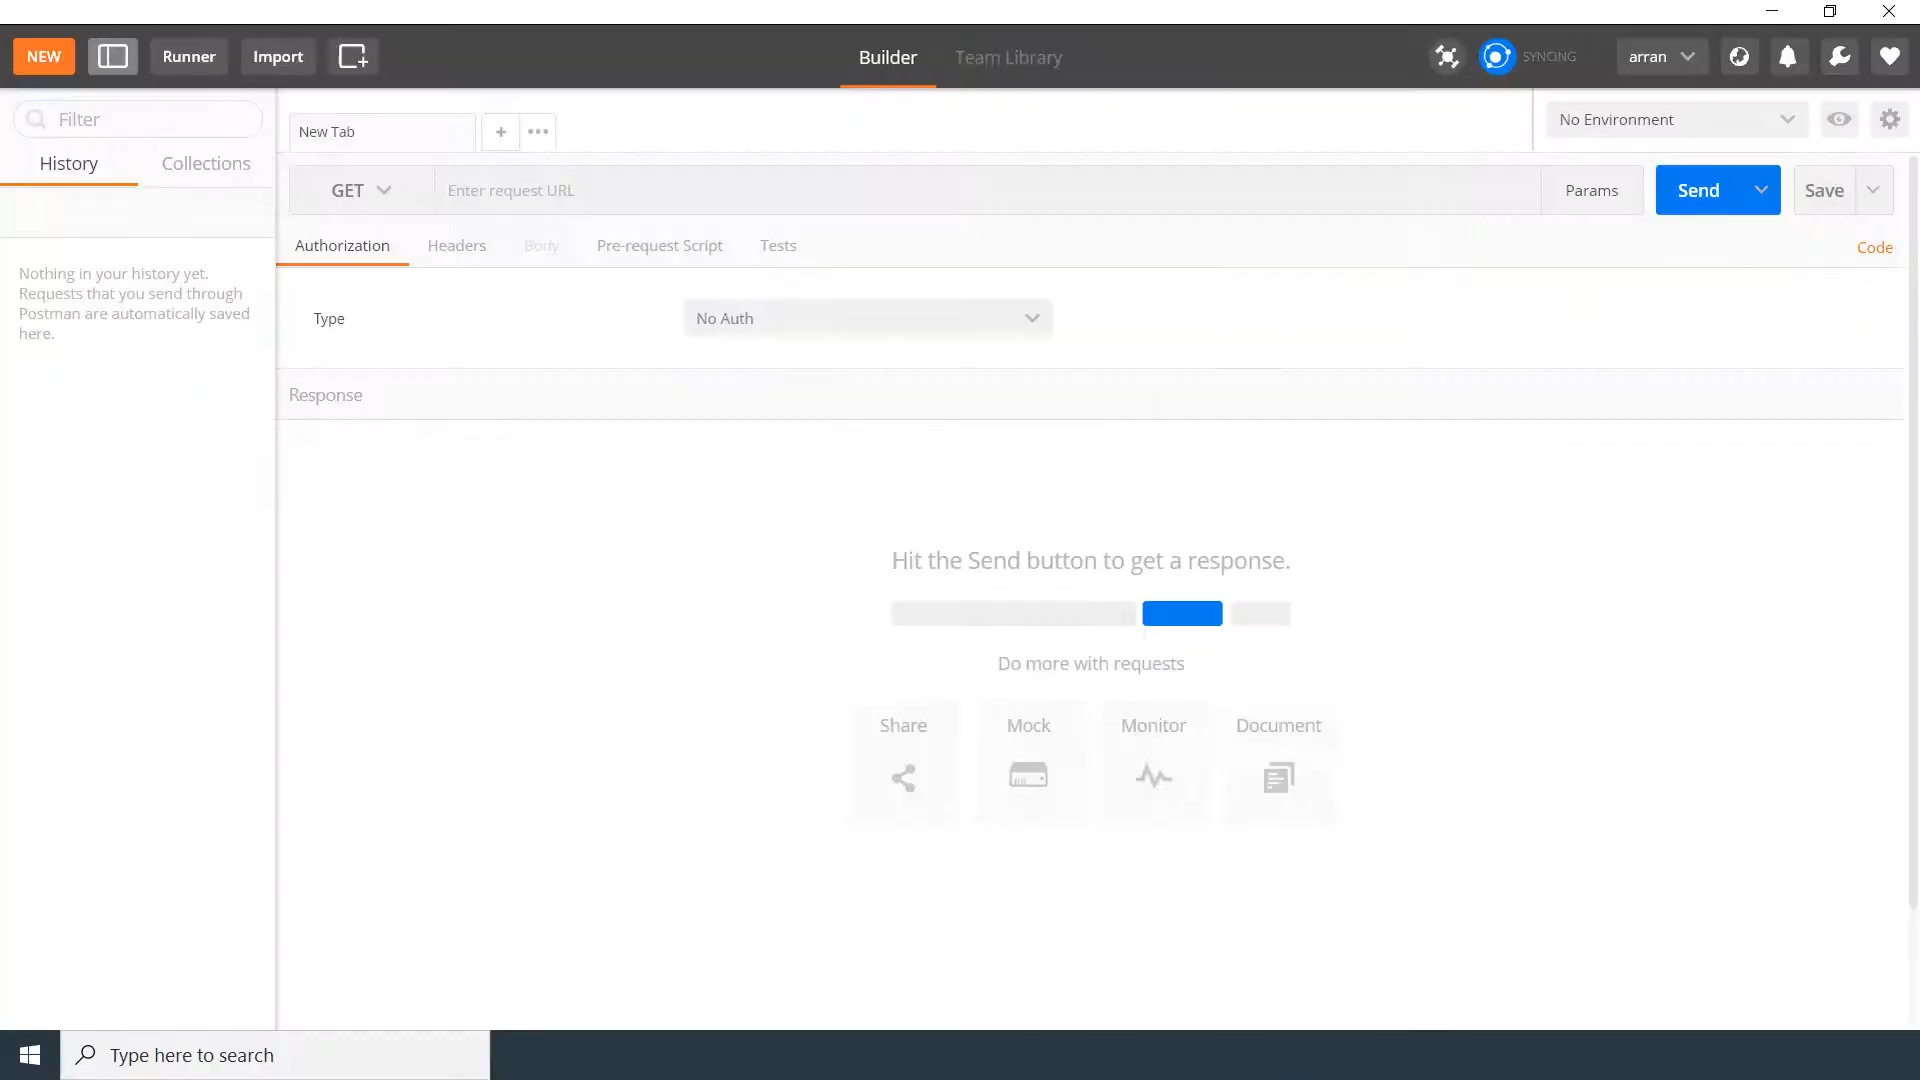 NEW
Runner
Import
Builder
Team Library
SYNCING
arran
Filter
History
Collections
New Tab
+
No Environment
GET
Enter request URL
Params
Send
Save
Authorization
Headers
Body
Pre-request Script
Tests
Code
Nothing in your history yet.
Requests that you send through
Postman are automatically saved
here.
Type
No Auth
Response
Hit the Send button to get a response.
Do more with requests
Share
Mock
Monitor
Document
Type here to search